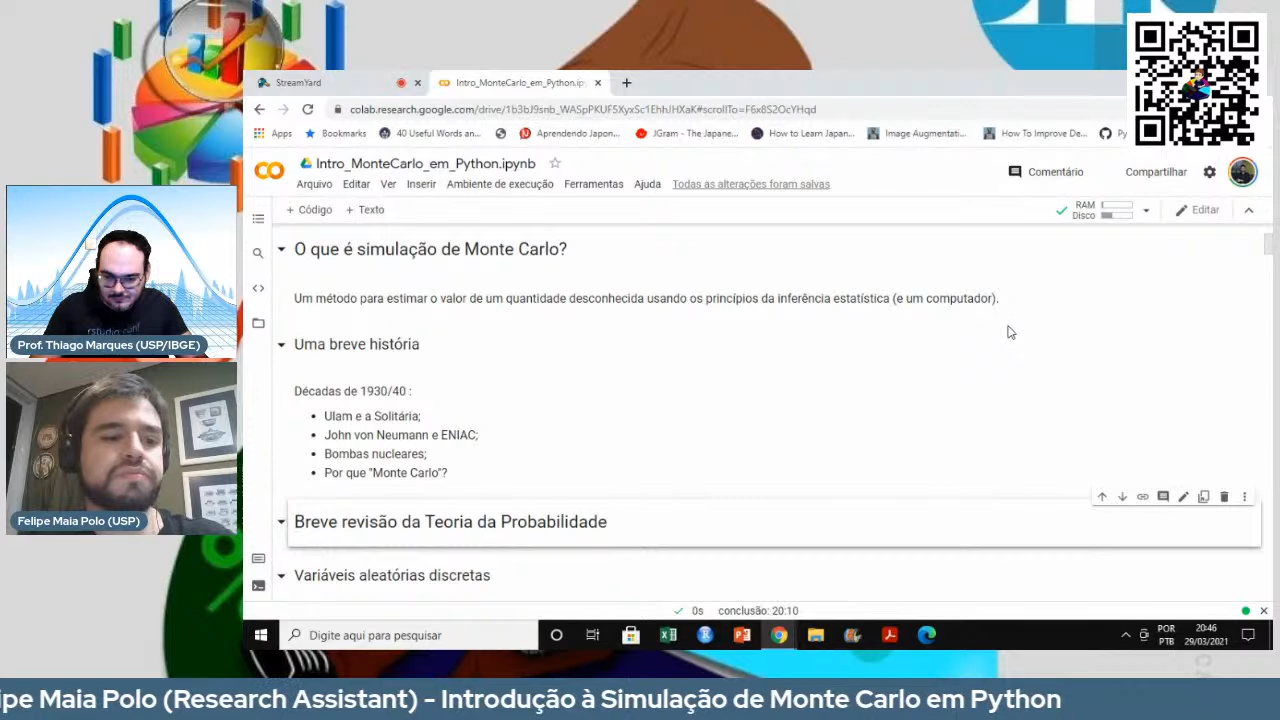 StreamYard
Intro_MonteCarlo_em_Python.ip
colab.research.google.com/drive/1b3bJ9snb_WASpPKUF5XyxSc1EhhJHXaK#scrollTo=F6x8S2OcYHqd
Apps Bookmarks 40 Useful Words an... Aprendendo Japon... JGram - The Japane... How to Learn Japan... Image Augmentati... How To Improve De... Py
Intro_MonteCarlo_em_Python.ipynb
Comentário Compartilhar
Arquivo Editar Ver Inserir Ambiente de execução Ferramentas Ajuda Todas as alterações foram salvas
+ Código + Texto
RAM
Disco
Editar
O que é simulação de Monte Carlo?
Um método para estimar o valor de um quantidade desconhecida usando os princípios da inferência estatística (e um computador).
Uma breve história
Décadas de 1930/40 :
• Ulam e a Solitária;
• John von Neumann e ENIAC;
• Bombas nucleares;
• Por que "Monte Carlo"?
Breve revisão da Teoria da Probabilidade
Variáveis aleatórias discretas
0s conclusão: 20:10
Digite aqui para pesquisar
POR
PTB
20:46
29/03/2021
Prof. Thiago Marques (USP/IBGE)
Felipe Maia Polo (USP)
ipe Maia Polo (Research Assistant) - Introdução à Simulação de Monte Carlo em Python